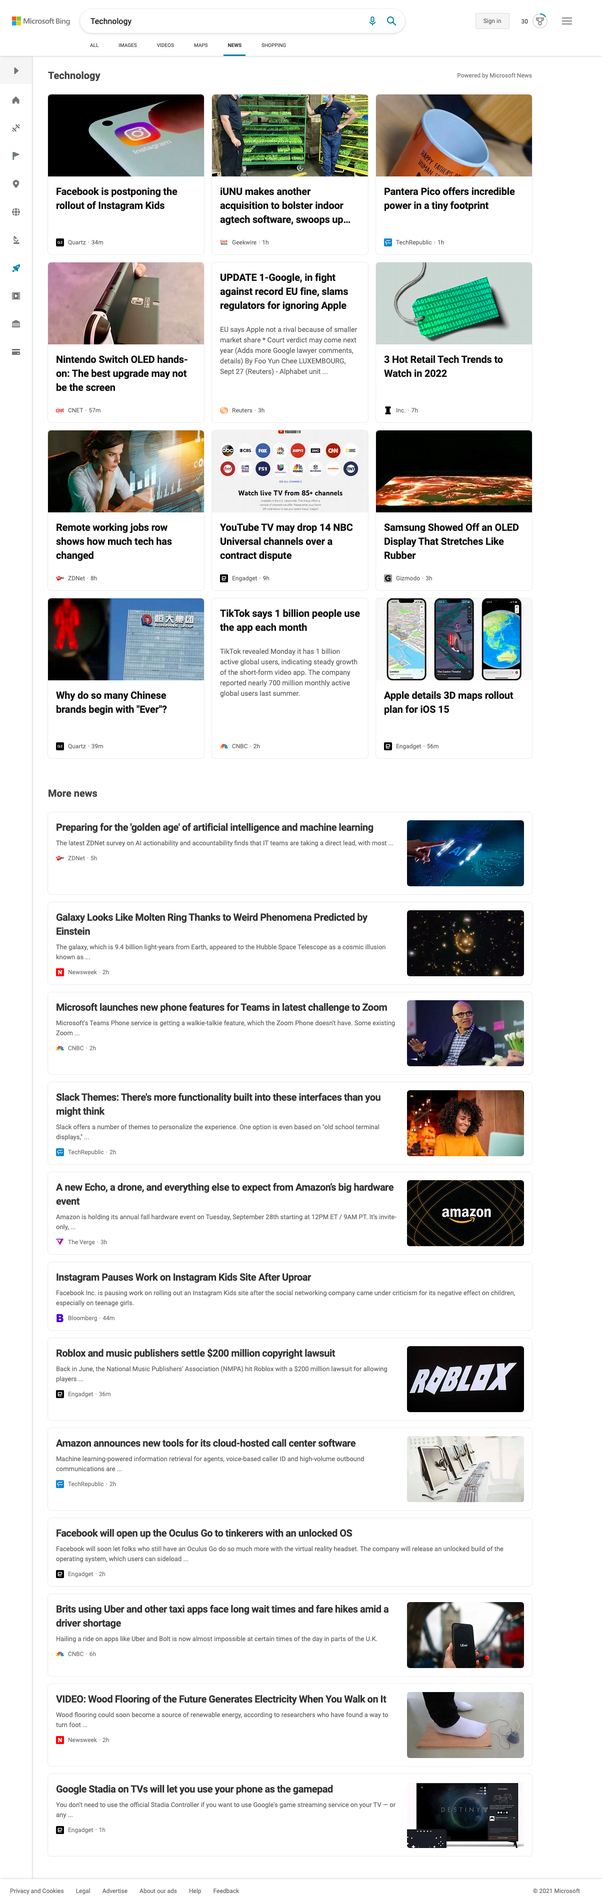 Microsoft Bing
Technology
Sign in
30
ALL
IMAGES
VIDEOS
MAPS
NEWS
SHOPPING
Technology
Powered by Microsoft News
Instagram
Facebook is postponing the
rollout of Instagram Kids
Quartz · 34m
iUNU makes another
acquisition to bolster indoor
agtech software, swoops up...
Geekwire · 1h
Pantera Pico offers incredible
power in a tiny footprint
TechRepublic · 1h
Nintendo Switch OLED hands-
on: The best upgrade may not
be the screen
CNET · 57m
UPDATE 1-Google, in fight
against record EU fine, slams
regulators for ignoring Apple
EU says Apple not a rival because of smaller
market share * Court verdict may come next
year (Adds more Google lawyer comments,
details) By Foo Yun Chee LUXEMBOURG,
Sept 27 (Reuters) - Alphabet unit ...
Reuters · 3h
3 Hot Retail Tech Trends to
Watch in 2022
Inc. · 7h
Remote working jobs row
shows how much tech has
changed
ZDNet · 8h
abc
CBS
FOX
ESPN
CNN
FS1
Watch live TV from 85+ channels
YouTube TV may drop 14 NBC
Universal channels over a
contract dispute
Engadget · 9h
Samsung Showed Off an OLED
Display That Stretches Like
Rubber
Gizmodo · 3h
恒大集团
Why do so many Chinese
brands begin with "Ever"?
Quartz · 39m
TikTok says 1 billion people use
the app each month
TikTok revealed Monday it has 1 billion
active global users, indicating steady growth
of the short-form video app. The company
reported nearly 700 million monthly active
global users last summer.
CNBC · 2h
Apple details 3D maps rollout
plan for iOS 15
Engadget · 56m
More news
Preparing for the 'golden age' of artificial intelligence and machine learning
The latest ZDNet survey on AI actionability and accountability finds that IT teams are taking a direct lead, with most ...
ZDNet · 5h
AI
Galaxy Looks Like Molten Ring Thanks to Weird Phenomena Predicted by
Einstein
The galaxy, which is 9.4 billion light-years from Earth, appeared to the Hubble Space Telescope as a cosmic illusion
known as ...
Newsweek · 2h
Microsoft launches new phone features for Teams in latest challenge to Zoom
Microsoft's Teams Phone service is getting a walkie-talkie feature, which the Zoom Phone doesn't have. Some existing
Zoom ...
CNBC · 2h
Slack Themes: There's more functionality built into these interfaces than you
might think
Slack offers a number of themes to personalize the experience. One option is even based on "old school terminal
displays," ...
TechRepublic · 2h
A new Echo, a drone, and everything else to expect from Amazon's big hardware
event
Amazon is holding its annual fall hardware event on Tuesday, September 28th starting at 12PM ET / 9AM PT. It's invite-
only, ...
The Verge · 3h
amazon
Instagram Pauses Work on Instagram Kids Site After Uproar
Facebook Inc. is pausing work on rolling out an Instagram Kids site after the social networking company came under criticism for its negative effect on children,
especially on teenage girls.
Bloomberg · 44m
Roblox and music publishers settle $200 million copyright lawsuit
Back in June, the National Music Publishers' Association (NMPA) hit Roblox with a $200 million lawsuit for allowing
players ...
Engadget · 36m
ROBLOX
Amazon announces new tools for its cloud-hosted call center software
Machine learning-powered information retrieval for agents, voice-based caller ID and high-volume outbound
communications are ...
TechRepublic · 2h
Facebook will open up the Oculus Go to tinkerers with an unlocked OS
Facebook will soon let folks who still have an Oculus Go do so much more with the virtual reality headset. The company will release an unlocked build of the
operating system, which users can sideload ...
Engadget · 2h
Brits using Uber and other taxi apps face long wait times and fare hikes amid a
driver shortage
Hailing a ride on apps like Uber and Bolt is now almost impossible at certain times of the day in parts of the U.K.
CNBC · 6h
Uber
VIDEO: Wood Flooring of the Future Generates Electricity When You Walk on It
Wood flooring could soon become a source of renewable energy, according to researchers who have found a way to
turn foot ...
Newsweek · 2h
Google Stadia on TVs will let you use your phone as the gamepad
You don't need to use the official Stadia Controller if you want to use Google's game streaming service on your TV — or
any ...
Engadget · 1h
DESTINY
Privacy and Cookies
Legal
Advertise
About our ads
Help
Feedback
© 2021 Microsoft